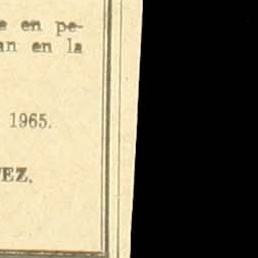 e en pe-
an en la
1965.
EZ.